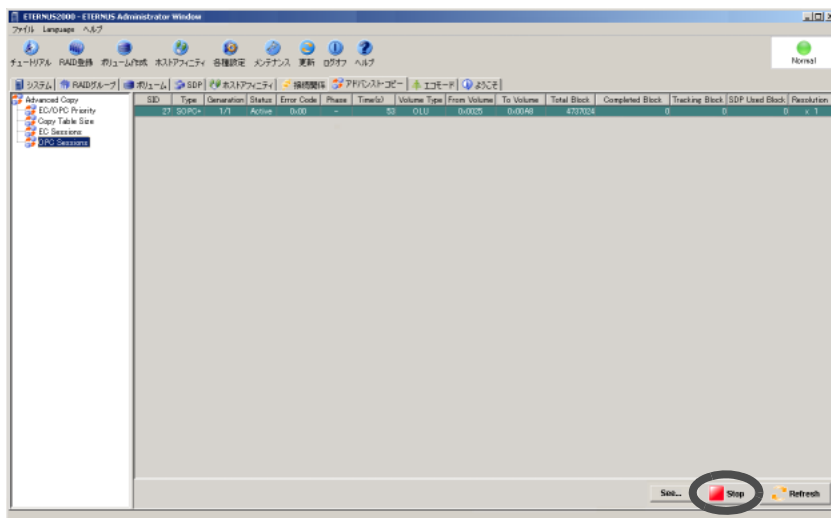 ETERNUS2000 - ETERNUS Administrator Window
ファイル Language ヘルプ
チュートリアル RAID登録 ボリューム作成 ホストアフィニティ 各種設定 メンテナンス 更新 ログオフ ヘルプ
Normal
システム RAIDグループ ボリューム SDP ホストアフィニティ 接続関係 アドバンスト・コピー エコモード ようこそ
SID Type Generation Status Error Code Phase Time(s) Volume Type From Volume To Volume Total Block Completed Block Tracking Block SDP Used Block Resolution
27 SOPC+ 1/1 Active 0x00 - 53 OLU 0x0025 0x00A6 4737024 0 0 0 x 1
Advanced Copy
EC/OPC Priority
Copy Table Size
EC Sessions
OPC Sessions
See... Stop Refresh